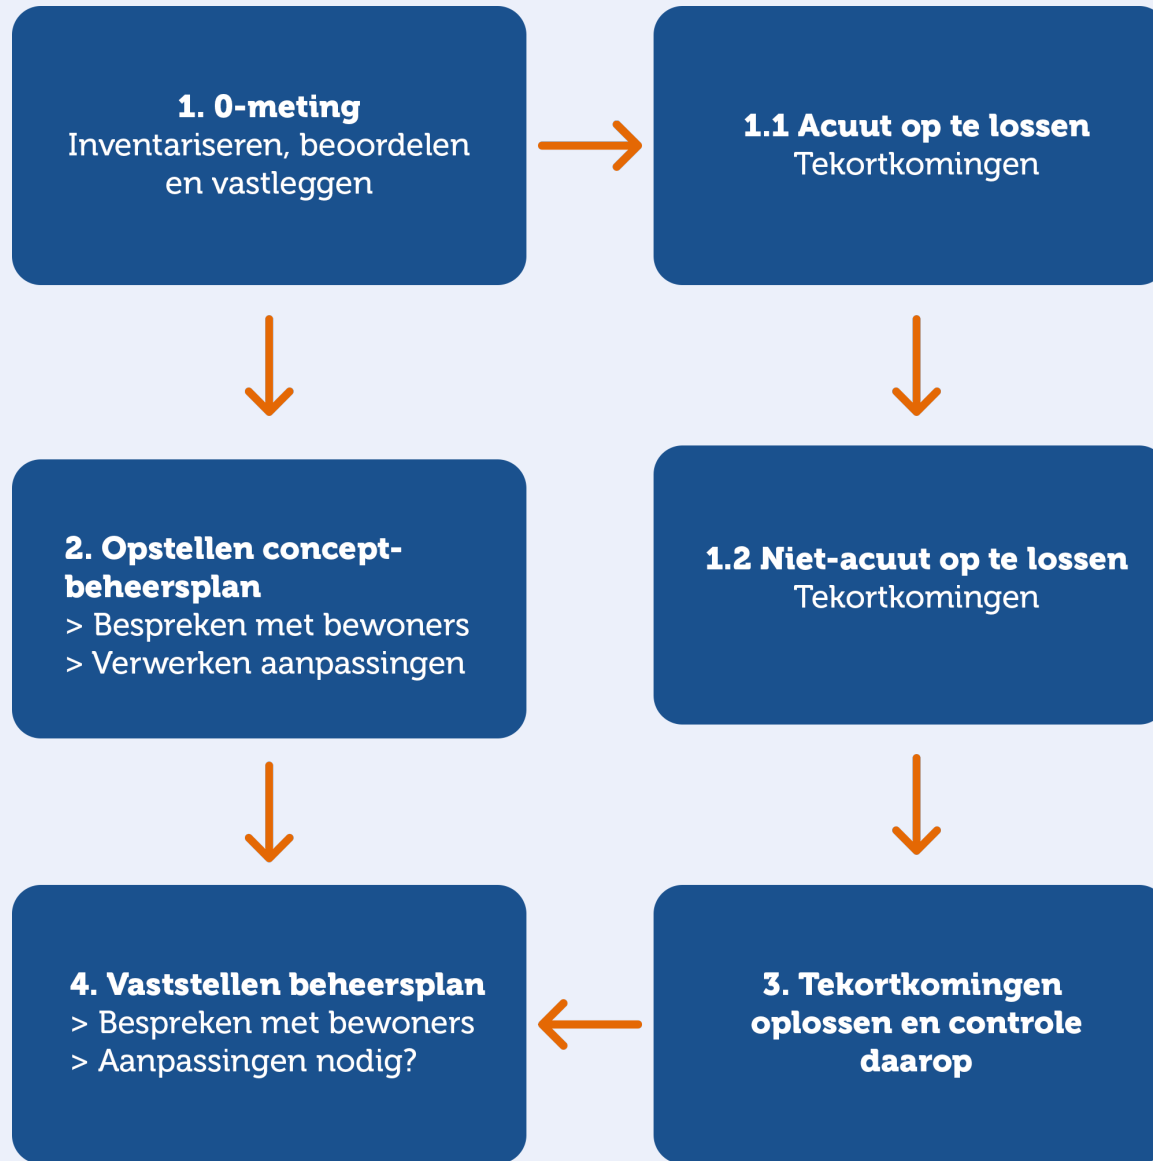 1. 0-meting
Inventariseren, beoordelen
en vastleggen
1.1 Acuut op te lossen
Tekortkomingen
2. Opstellen concept-
beheersplan
> Bespreken met bewoners
> Verwerken aanpassingen
1.2 Niet-acuut op te lossen
Tekortkomingen
4. Vaststellen beheersplan
> Bespreken met bewoners
> Aanpassingen nodig?
3. Tekortkomingen
oplossen en controle
daarop